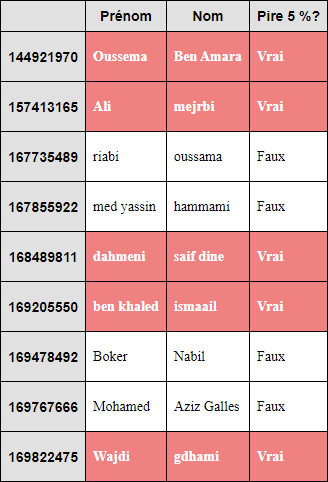 Prénom Nom Pire 5 %?
144921970 Oussema Ben Amara Vrai
157413165 Ali mejrbi Vrai
167735489 riabi oussama Faux
167855922 med yassin hammami Faux
168489811 dahmeni saif dine Vrai
169205550 ben khaled ismaail Vrai
169478492 Boker Nabil Faux
169767666 Mohamed Aziz Galles Faux
169822475 Wajdi gdhami Vrai